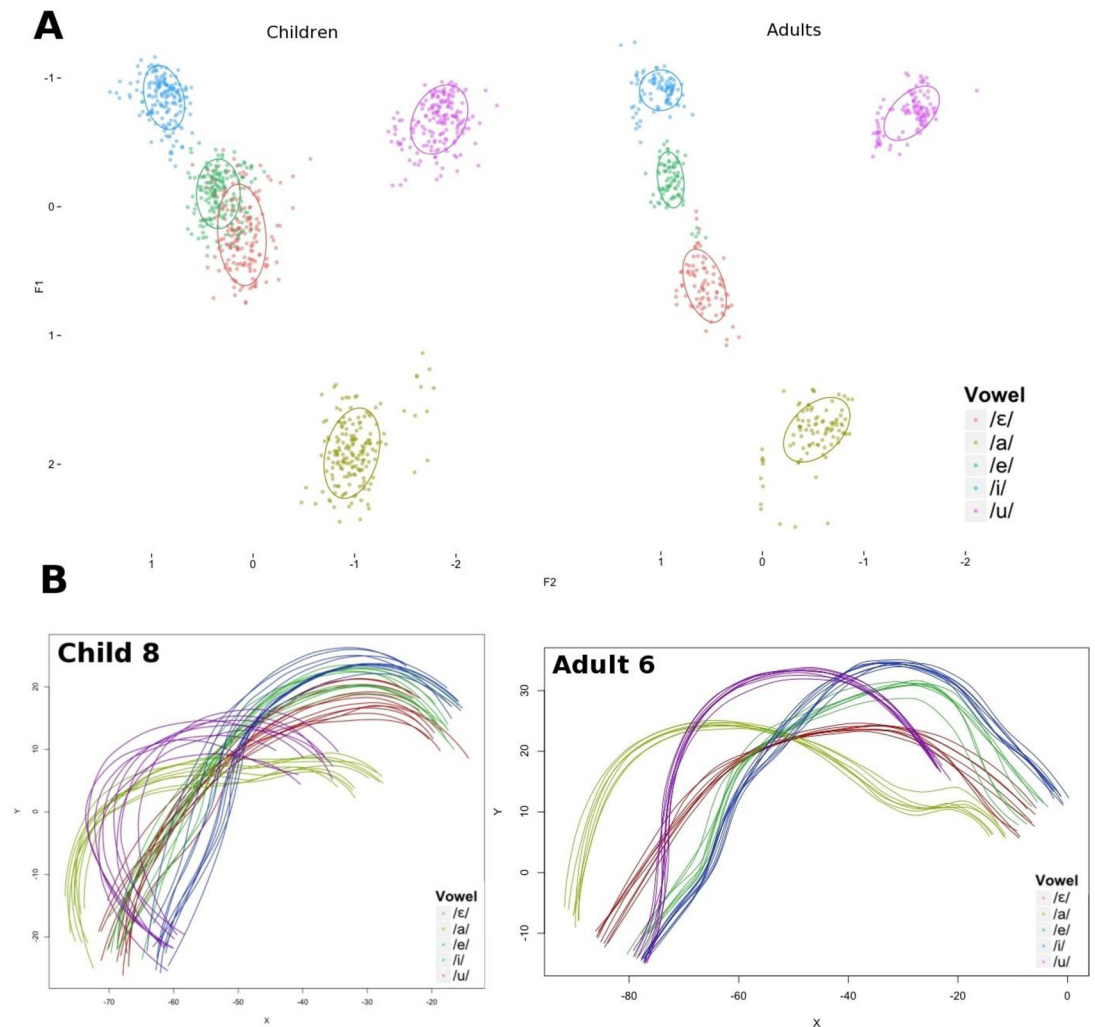 A
Children
Adults
-1
0
1
2
F1
1
0
-1
-2
1
0
-1
-2
F2
Vowel
/ɛ/
/a/
/e/
/i/
/u/
B
Child 8
20
10
0
-10
-20
Y
-70
-60
-50
-40
-30
-20
X
Vowel
/ɛ/
/a/
/e/
/i/
/u/
Adult 6
30
20
10
0
-10
Y
-80
-60
-40
-20
0
X
Vowel
/ɛ/
/a/
/e/
/i/
/u/